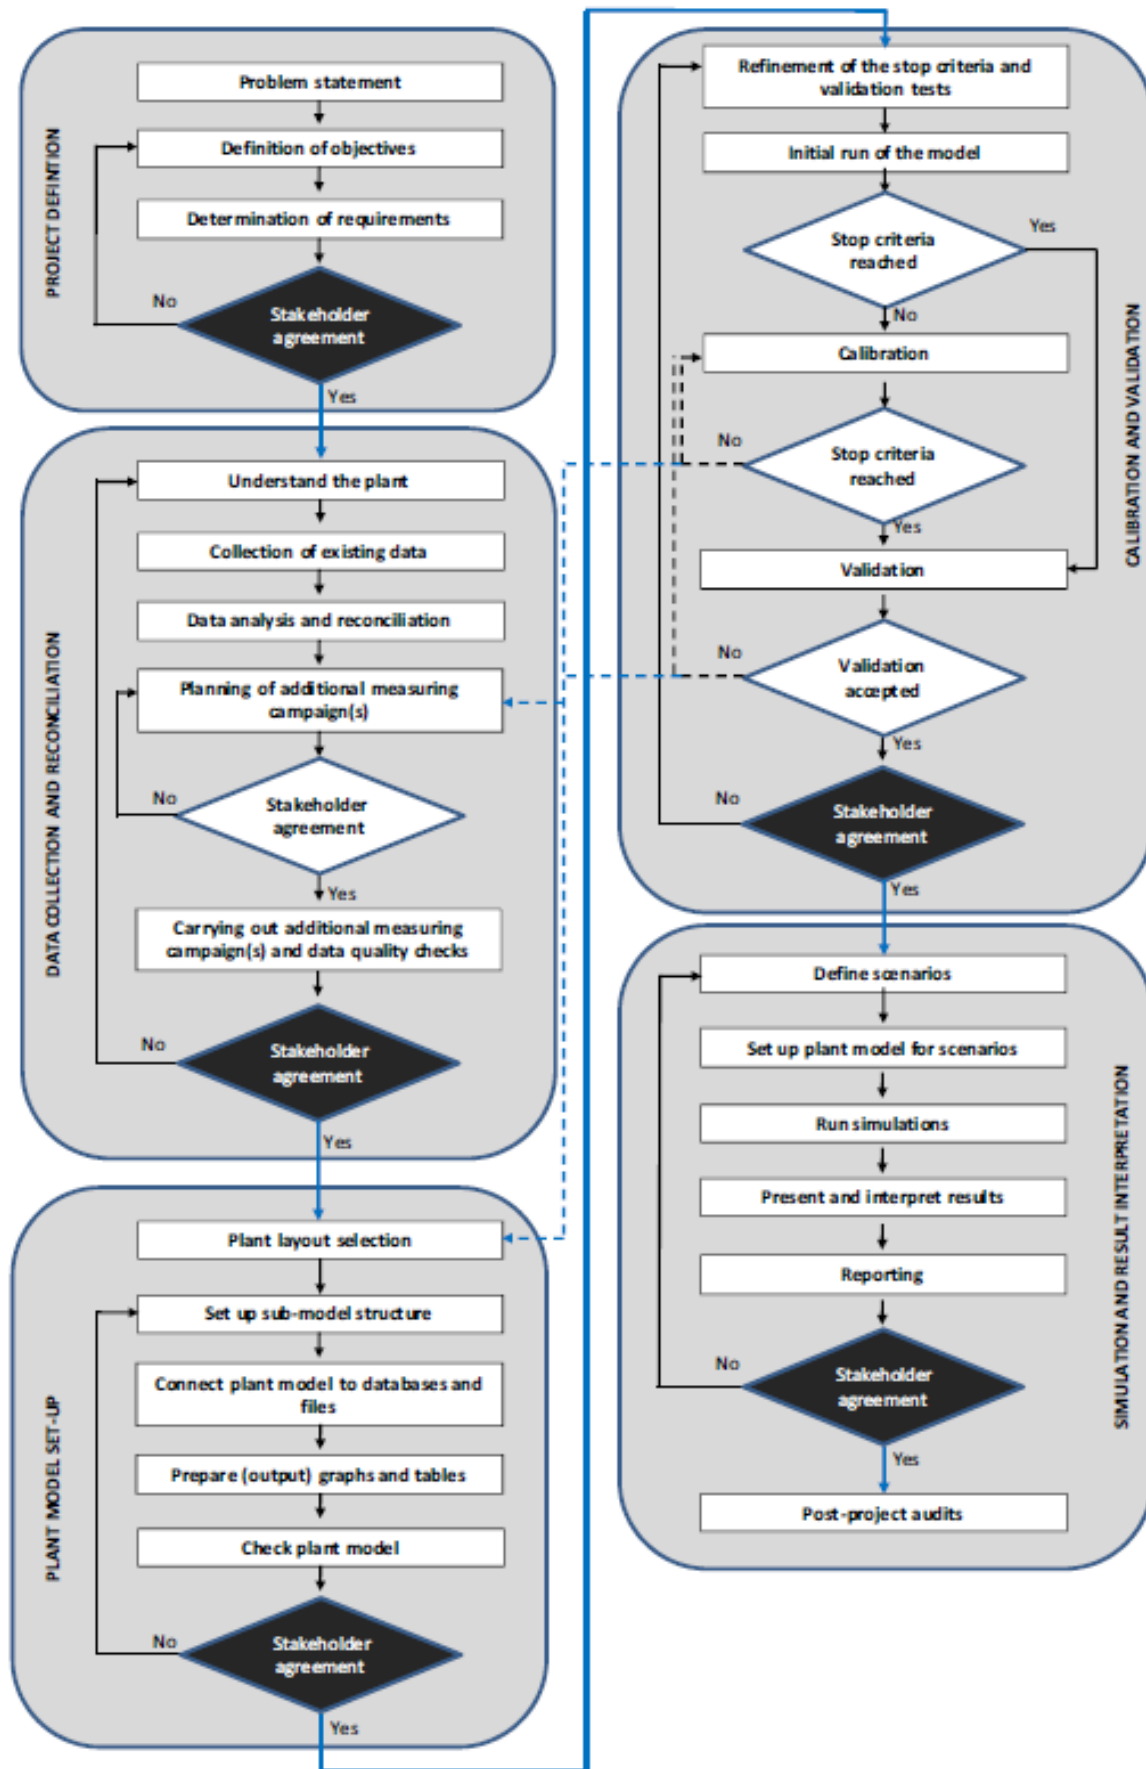 PROJECT DEFINTION
Problem statement
Definition of objectives
Determination of requirements
Stakeholder
agreement
No
Yes
DATA COLLECTION AND RECONCILIATION
Understand the plant
Collection of existing data
Data analysis and reconciliation
Planning of additional measuring
campaign(s)
Stakeholder
agreement
No
Yes
Carrying out additional measuring
campaign(s) and data quality checks
Stakeholder
agreement
No
Yes
PLANT MODEL SET-UP
Plant layout selection
Set up sub-model structure
Connect plant model to databases and
files
Prepare (output) graphs and tables
Check plant model
Stakeholder
agreement
No
Yes
CALIBRATION AND VALIDATION
Refinement of the stop criteria and
validation tests
Initial run of the model
Stop criteria
reached
Yes
No
Calibration
Stop criteria
reached
No
Yes
Validation
Validation
accepted
No
Yes
Stakeholder
agreement
No
Yes
SIMULATION AND RESULT INTERPRETATION
Define scenarios
Set up plant model for scenarios
Run simulations
Present and interpret results
Reporting
Stakeholder
agreement
No
Yes
Post-project audits